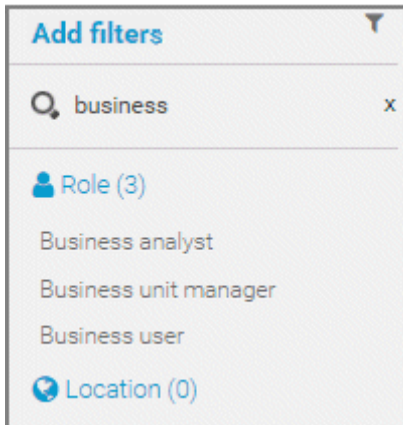 Add filters
business x
Role (3)
Business analyst
Business unit manager
Business user
Location (0)